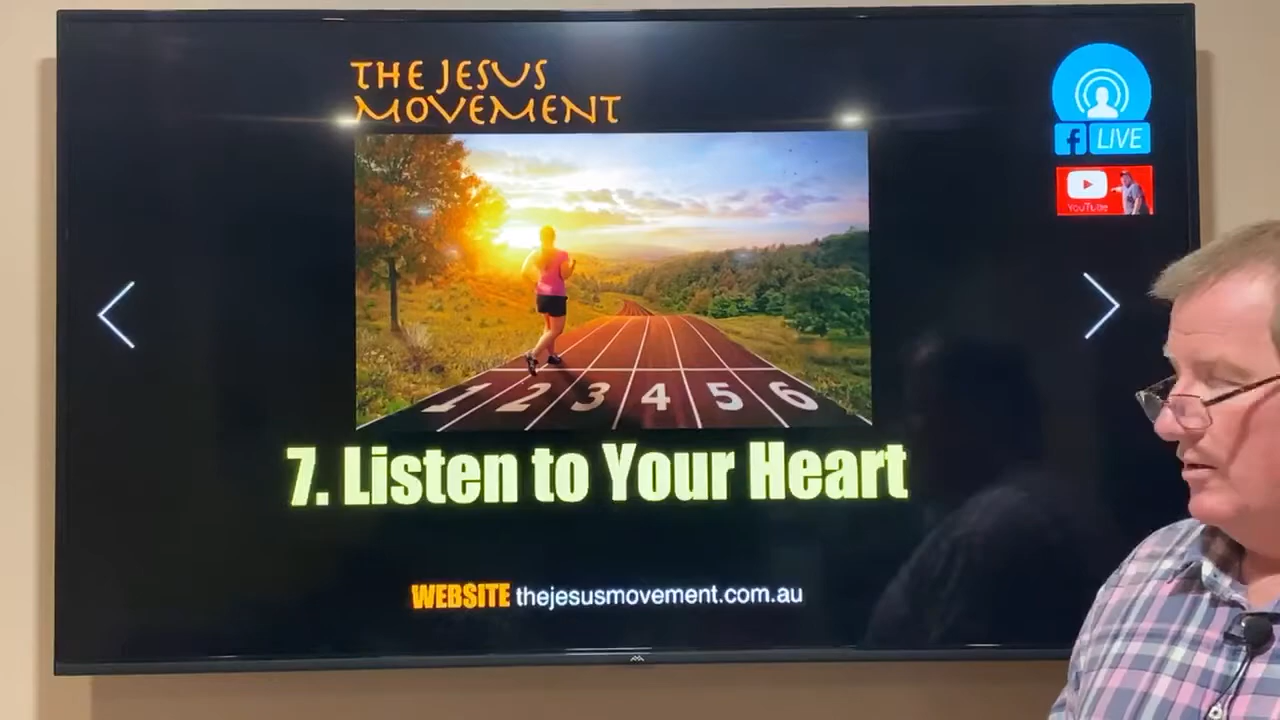 THE JESUS
MOVEMENT
f LIVE
YouTube
1 2 3 4 5 6
7. Listen to Your Heart
WEBSITE thejesusmovement.com.au